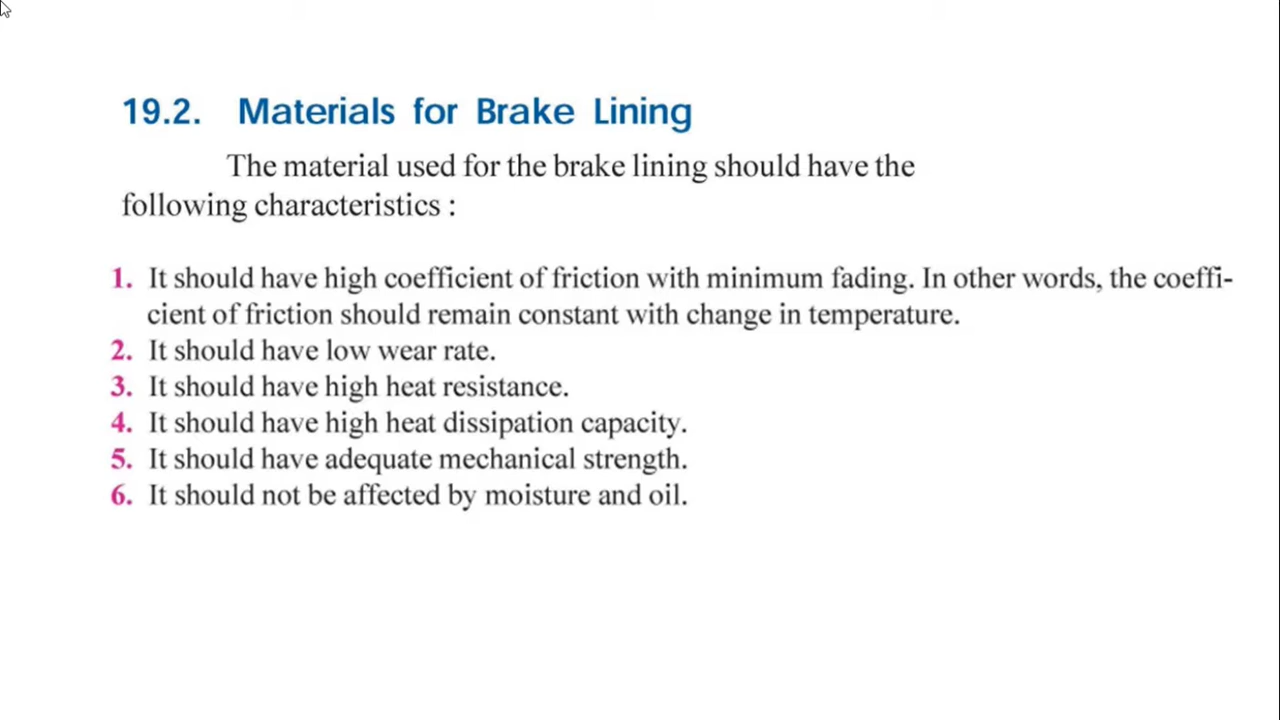 19.2. Materials for Brake Lining
The material used for the brake lining should have the
following characteristics :
1. It should have high coefficient of friction with minimum fading. In other words, the coeffi-
cient of friction should remain constant with change in temperature.
2. It should have low wear rate.
3. It should have high heat resistance.
4. It should have high heat dissipation capacity.
5. It should have adequate mechanical strength.
6. It should not be affected by moisture and oil.